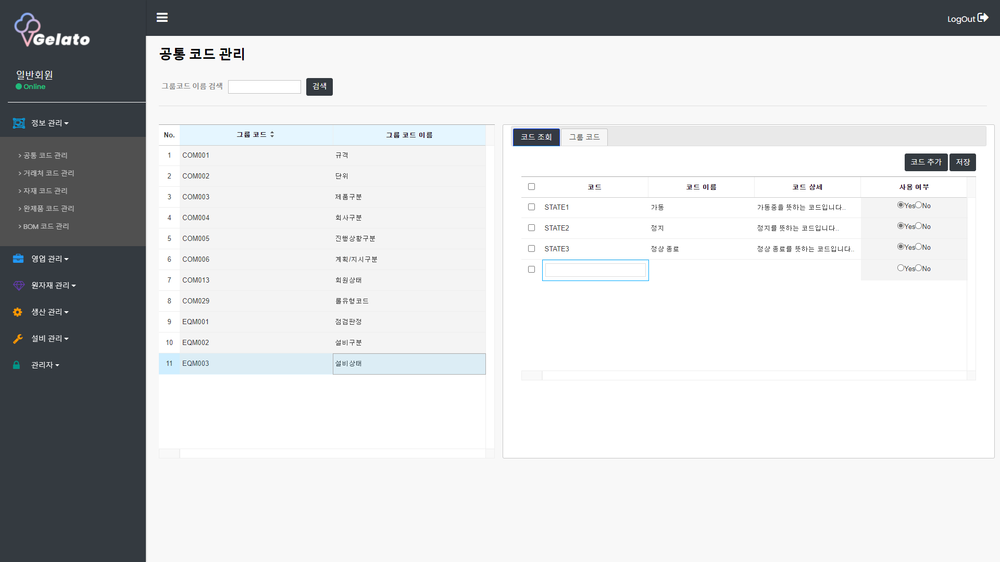 Gelato
일반회원
Online
정보 관리
> 공통 코드 관리
> 거래처 코드 관리
> 자재 코드 관리
> 완제품 코드 관리
> BOM 코드 관리
영업 관리
원자재 관리
생산 관리
설비 관리
관리자
LogOut
공통 코드 관리
그룹코드 이름 검색 검색
No. 그룹 코드 그룹 코드 이름
1 COM001 규격
2 COM002 단위
3 COM003 제품구분
4 COM004 회사구분
5 COM005 진행상황구분
6 COM006 계획/지시구분
7 COM013 회원상태
8 COM029 롤유형코드
9 EQM001 점검판정
10 EQM002 설비구분
11 EQM003 설비상태
코드 조회 그룹 코드
코드 추가 저장
코드 코드 이름 코드 상세 사용 여부
STATE1 가동 가동중을 뜻하는 코드입니다.. Yes No
STATE2 정지 정지를 뜻하는 코드입니다.. Yes No
STATE3 정상 종료 정상 종료를 뜻하는 코드입니다.. Yes No
Yes No